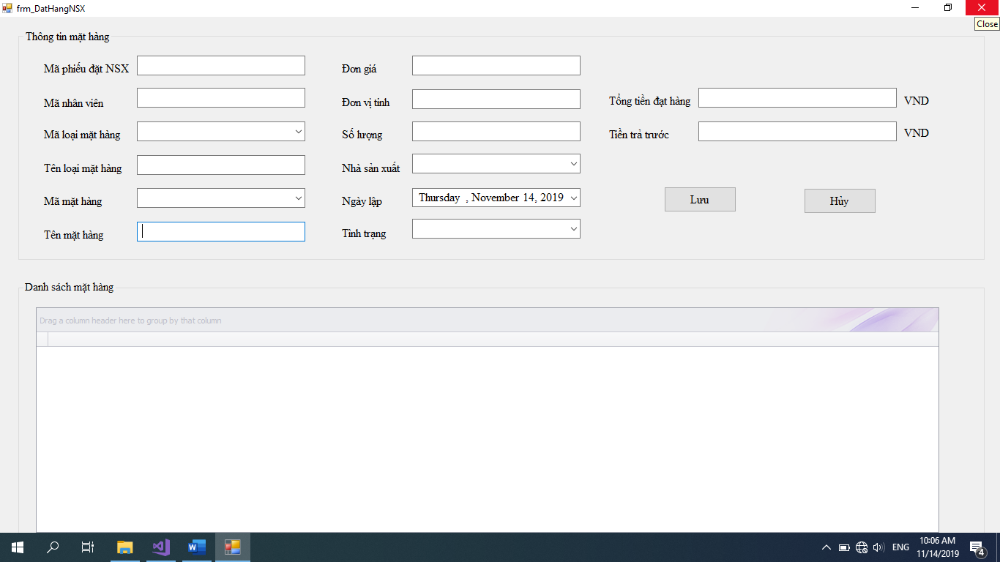 frm_DatHangNSX
Close
Thông tin mặt hàng
Mã phiếu đặt NSX
Đơn giá
Mã nhân viên
Đơn vị tính
Tổng tiền đạt hàng
VND
Mã loại mặt hàng
Số lượng
Tiền trả trước
VND
Tên loại mặt hàng
Nhà sản xuất
Mã mặt hàng
Ngày lập
Thursday , November 14, 2019
Lưu
Hủy
Tên mặt hàng
Tình trạng
Danh sách mặt hàng
Drag a column header here to group by that column
ENG
10:06 AM
11/14/2019
4